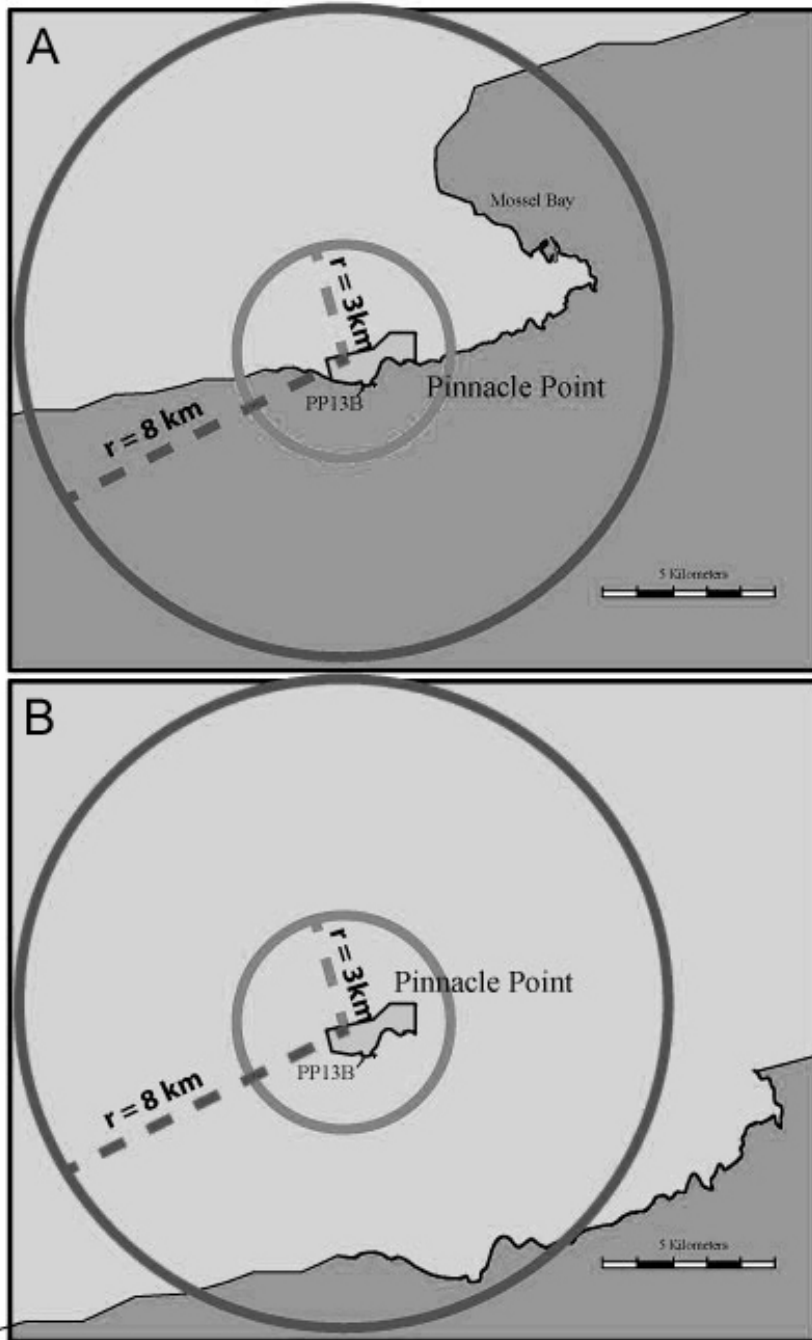 A
Mossel Bay
r = 3km
Pinnacle Point
PP13B
r = 8 km
5 Kilometers
B
r = 3km
Pinnacle Point
PP13B
r = 8 km
5 Kilometers